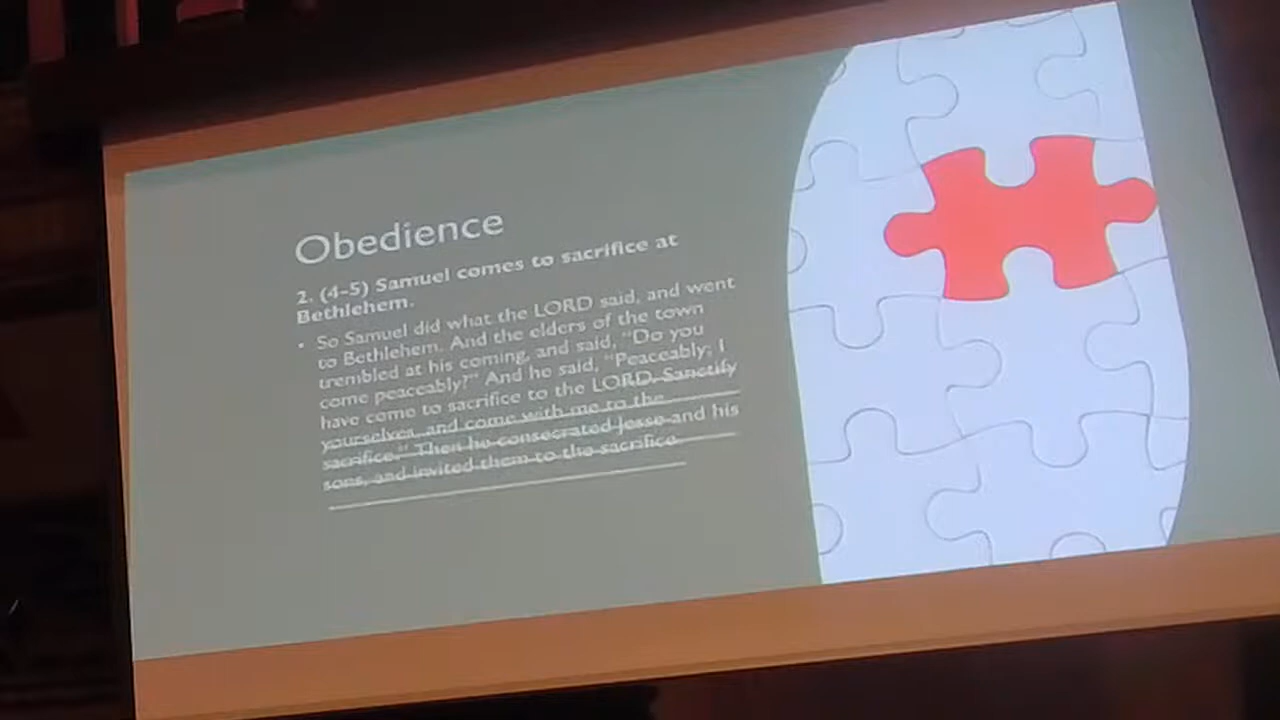 Obedience
2. (4-5) Samuel comes to sacrifice at
Bethlehem.
• So Samuel did what the LORD said, and went
to Bethlehem. And the elders of the town
trembled at his coming, and said, "Do you
come peaceably?" And he said, "Peaceably; I
have come to sacrifice to the LORD. Sanctify
yourselves, and come with me to the
sacrifice." Then he consecrated Jesse and his
sons, and invited them to the sacrifice.